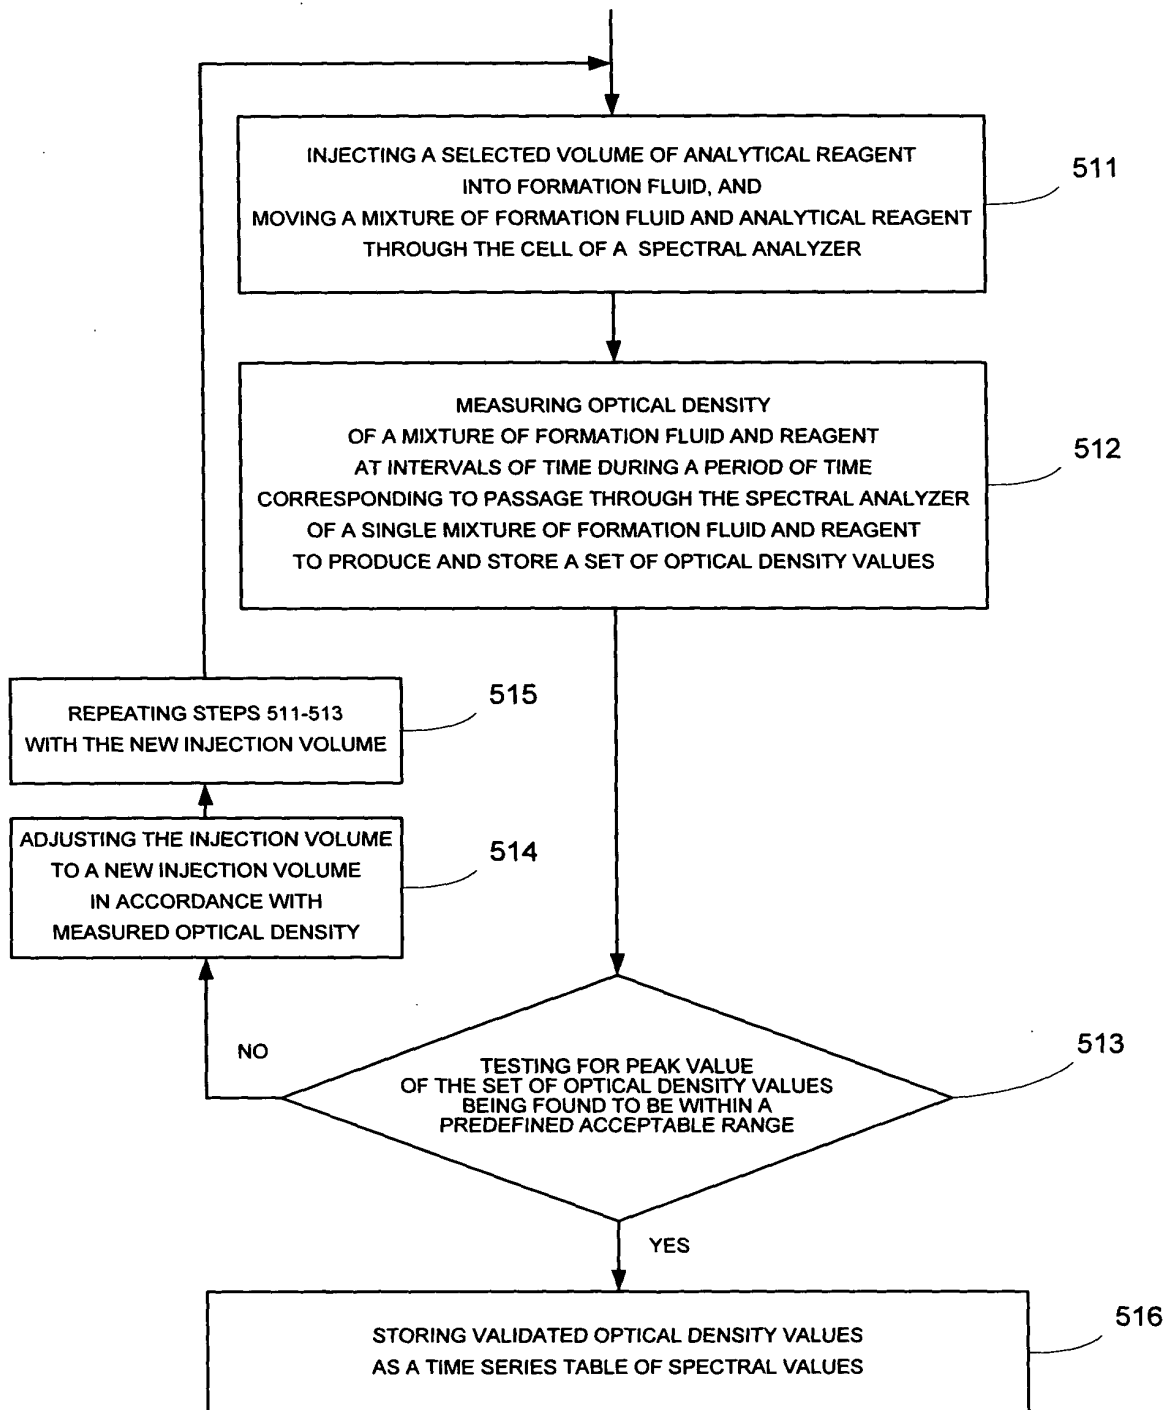 INJECTING A SELECTED VOLUME OF ANALYTICAL REAGENT
INTO FORMATION FLUID, AND
MOVING A MIXTURE OF FORMATION FLUID AND ANALYTICAL REAGENT
THROUGH THE CELL OF A SPECTRAL ANALYZER
511
MEASURING OPTICAL DENSITY
OF A MIXTURE OF FORMATION FLUID AND REAGENT
AT INTERVALS OF TIME DURING A PERIOD OF TIME
CORRESPONDING TO PASSAGE THROUGH THE SPECTRAL ANALYZER
OF A SINGLE MIXTURE OF FORMATION FLUID AND REAGENT
TO PRODUCE AND STORE A SET OF OPTICAL DENSITY VALUES
512
REPEATING STEPS 511-513
WITH THE NEW INJECTION VOLUME
515
ADJUSTING THE INJECTION VOLUME
TO A NEW INJECTION VOLUME
IN ACCORDANCE WITH
MEASURED OPTICAL DENSITY
514
NO
TESTING FOR PEAK VALUE
OF THE SET OF OPTICAL DENSITY VALUES
BEING FOUND TO BE WITHIN A
PREDEFINED ACCEPTABLE RANGE
513
YES
STORING VALIDATED OPTICAL DENSITY VALUES
AS A TIME SERIES TABLE OF SPECTRAL VALUES
516